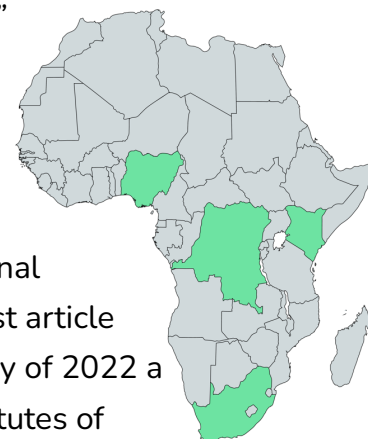 ”
nal
st article
y of 2022 a
tutes of